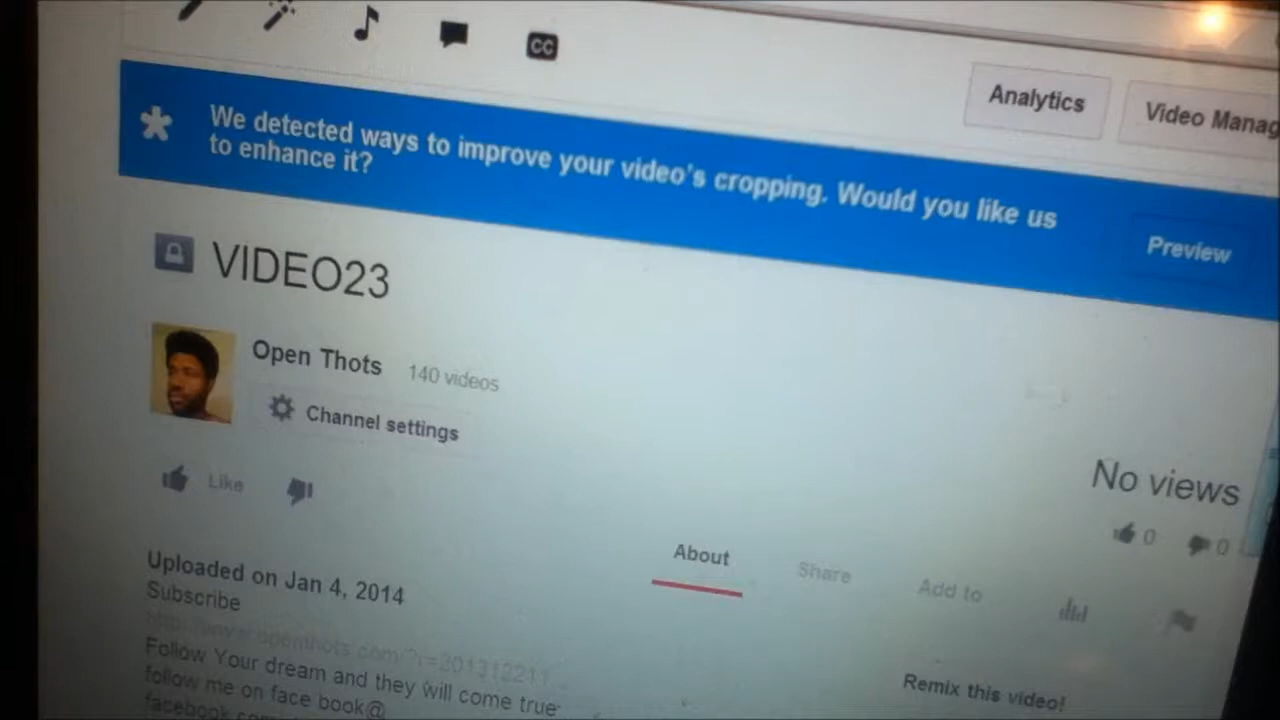 CC
Analytics
Video Manag
We detected ways to improve your video's cropping. Would you like us
to enhance it?
Preview
VIDEO23
Open Thots 140 videos
Channel settings
Like
No views
0 0
About Share Add to
Uploaded on Jan 4, 2014
Subscribe
Follow Your dream and they will come true
follow me on face book@
Remix this video!